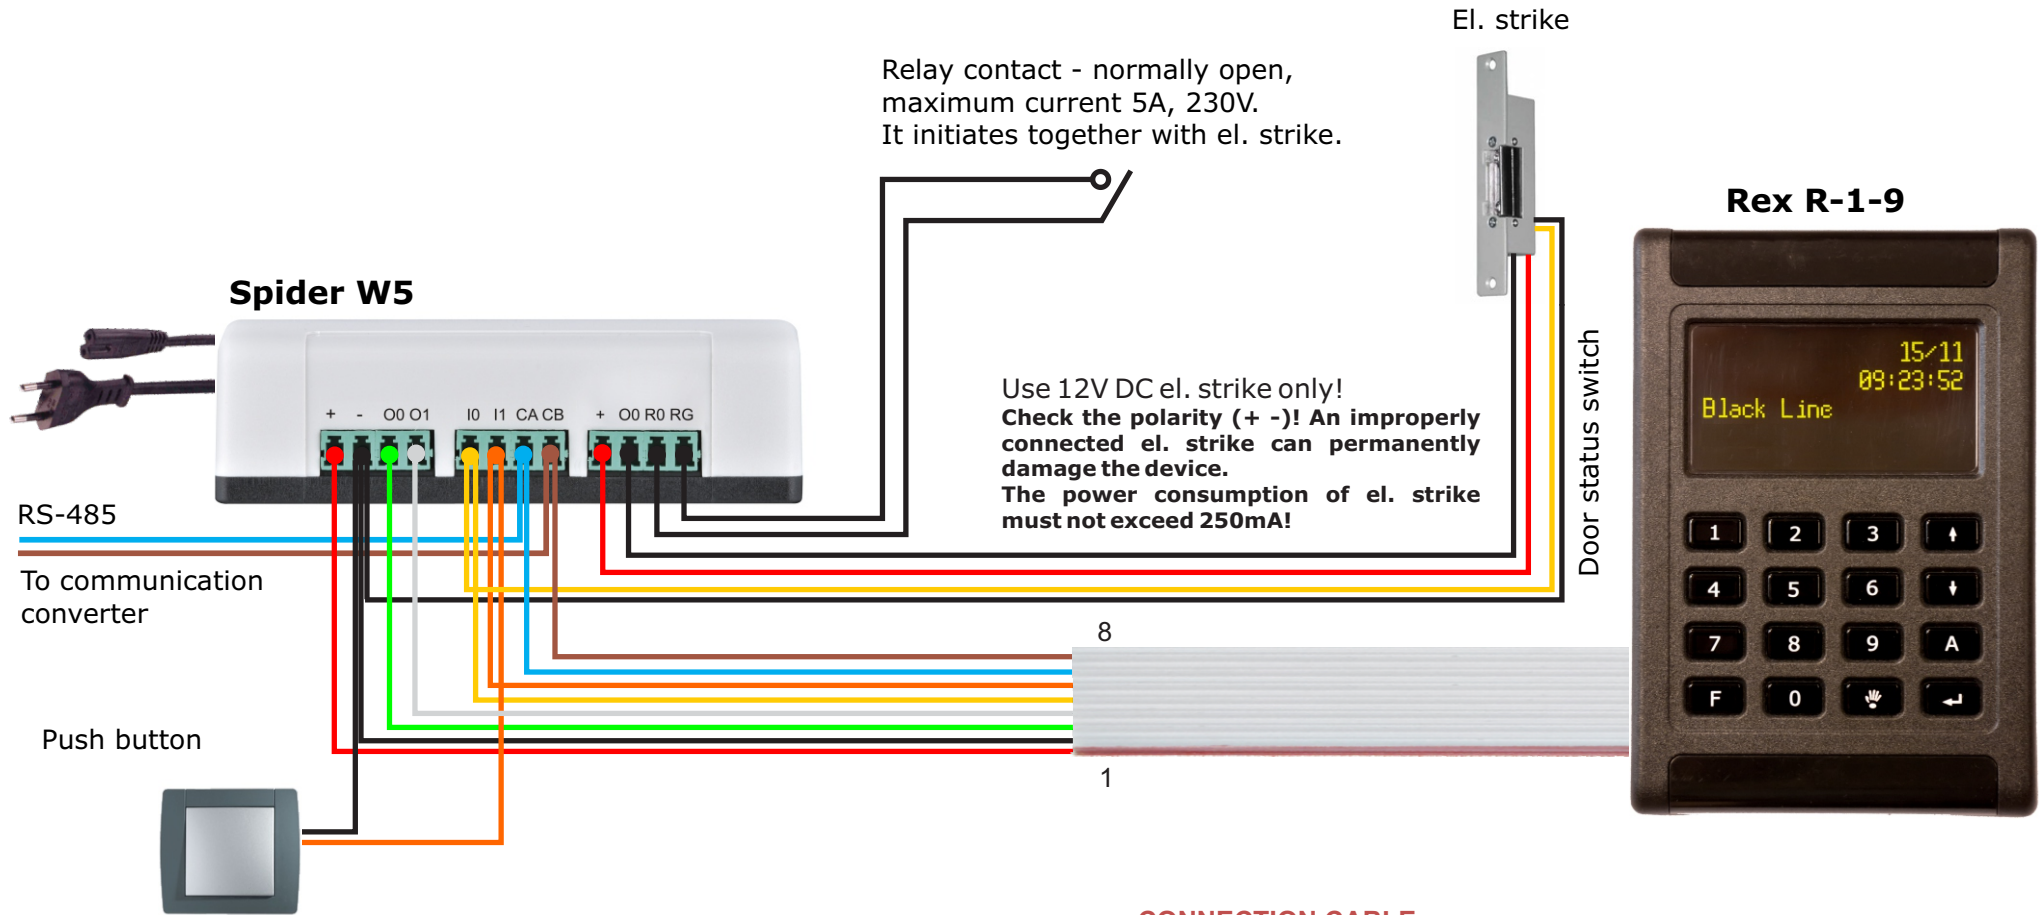 El. strike
Relay contact - normally open,
maximum current 5A, 230V.
It initiates together with el. strike.
Rex R-1-9
Spider W5
15/11
09:23:52
Black Line
+ - O0 O1 I0 I1 CA CB + O0 R0 RG
Use 12V DC el. strike only!
Check the polarity (+ -)! An improperly
connected el. strike can permanently
damage the device.
The power consumption of el. strike
must not exceed 250mA!
Door status switch
RS-485
To communication
converter
1 2 3
4 5 6
7 8 9 A
F 0
8
1
Push button
CONNECTION CABLE